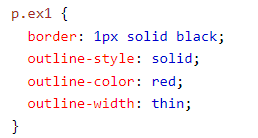 p.ex1 {
  border: 1px solid black;
  outline-style: solid;
  outline-color: red;
  outline-width: thin;
}